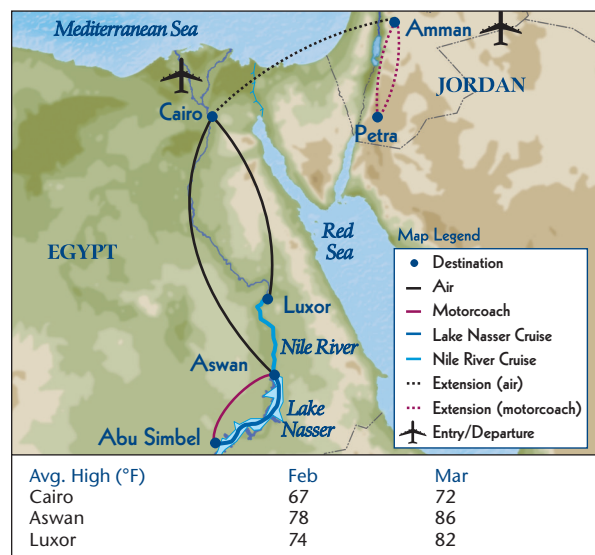 Mediterranean Sea
Amman
JORDAN
Cairo
Petra
EGYPT
Red
Sea
Map Legend
Destination
Air
Motorcoach
Lake Nasser Cruise
Nile River Cruise
Extension (air)
Extension (motorcoach)
Entry/Departure
Luxor
Nile River
Aswan
Lake
Nasser
Abu Simbel
Avg. High (°F) Feb Mar
Cairo 67 72
Aswan 78 86
Luxor 74 82